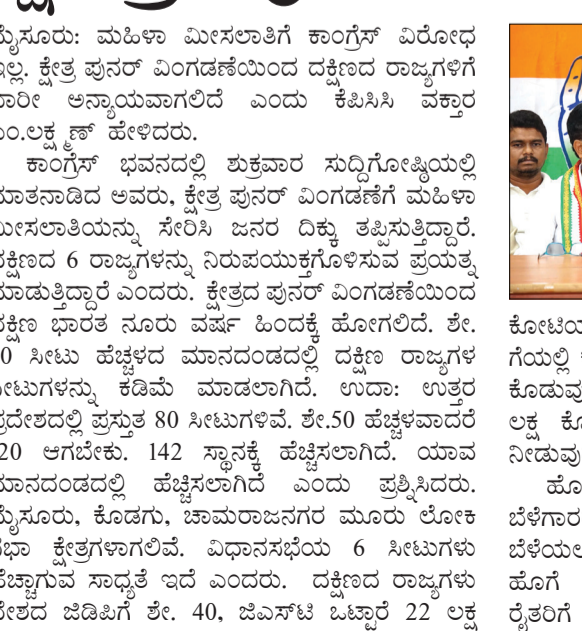 ಮೈಸೂರು: ಮಹಿಳಾ ಮೀಸಲಾತಿಗೆ ಕಾಂಗ್ರೆಸ್ ವಿರೋಧ
ಇಲ್ಲ. ಕ್ಷೇತ್ರ ಪುನರ್ ವಿಂಗಡಣೆಯಿಂದ ದಕ್ಷಿಣದ ರಾಜ್ಯಗಳಿಗೆ
ಭಾರೀ ಅನ್ಯಾಯವಾಗಲಿದೆ ಎಂದು ಕೆಪಿಸಿಸಿ ವಕ್ತಾರ
ಎಂ.ಲಕ್ಷ್ಮಣ್ ಹೇಳಿದರು.
ಕಾಂಗ್ರೆಸ್ ಭವನದಲ್ಲಿ ಶುಕ್ರವಾರ ಸುದ್ದಿಗೋಷ್ಠಿಯಲ್ಲಿ
ಮಾತನಾಡಿದ ಅವರು, ಕ್ಷೇತ್ರ ಪುನರ್ ವಿಂಗಡಣೆಗೆ ಮಹಿಳಾ
ಮೀಸಲಾತಿಯನ್ನು ಸೇರಿಸಿ ಜನರ ದಿಕ್ಕು ತಪ್ಪಿಸುತ್ತಿದ್ದಾರೆ.
ದಕ್ಷಿಣದ 6 ರಾಜ್ಯಗಳನ್ನು ನಿರುಪಯುಕ್ತಗೊಳಿಸುವ ಪ್ರಯತ್ನ
ಮಾಡುತ್ತಿದ್ದಾರೆ ಎಂದರು. ಕ್ಷೇತ್ರದ ಪುನರ್ ವಿಂಗಡಣೆಯಿಂದ
ದಕ್ಷಿಣ ಭಾರತ ನೂರು ವರ್ಷ ಹಿಂದಕ್ಕೆ ಹೋಗಲಿದೆ. ಶೇ.
0 ಸೀಟು ಹೆಚ್ಚಳದ ಮಾನದಂಡದಲ್ಲಿ ದಕ್ಷಿಣ ರಾಜ್ಯಗಳ
ಸೀಟುಗಳನ್ನು ಕಡಿಮೆ ಮಾಡಲಾಗಿದೆ. ಉದಾ: ಉತ್ತರ
ಪ್ರದೇಶದಲ್ಲಿ ಪ್ರಸ್ತುತ 80 ಸೀಟುಗಳಿವೆ. ಶೇ.50 ಹೆಚ್ಚಳವಾದರೆ
120 ಆಗಬೇಕು. 142 ಸ್ಥಾನಕ್ಕೆ ಹೆಚ್ಚಿಸಲಾಗಿದೆ. ಯಾವ
ಮಾನದಂಡದಲ್ಲಿ ಹೆಚ್ಚಿಸಲಾಗಿದೆ ಎಂದು ಪ್ರಶ್ನಿಸಿದರು.
ಮೈಸೂರು, ಕೊಡಗು, ಚಾಮರಾಜನಗರ ಮೂರು ಲೋಕ
ಸಭಾ ಕ್ಷೇತ್ರಗಳಾಗಲಿವೆ. ವಿಧಾನಸಭೆಯ 6 ಸೀಟುಗಳು
ಹೆಚ್ಚಾಗುವ ಸಾಧ್ಯತೆ ಇದೆ ಎಂದರು. ದಕ್ಷಿಣದ ರಾಜ್ಯಗಳು
ದೇಶದ ಜಿಡಿಪಿಗೆ ಶೇ. 40, ಜಿಎಸ್‌ಟಿ ಒಟ್ಟಾರೆ 22 ಲಕ್ಷ
ಕೋಟಿಯ
ಗೆಯಲ್ಲಿ
ಕೊಡುವು
ಲಕ್ಷ ಕೊ
ನೀಡುವು
ಹೊ
ಬೆಳೆಗಾರ
ಬೆಳೆಯಲ
ಹೊಗೆ
ರೈತರಿಗೆ